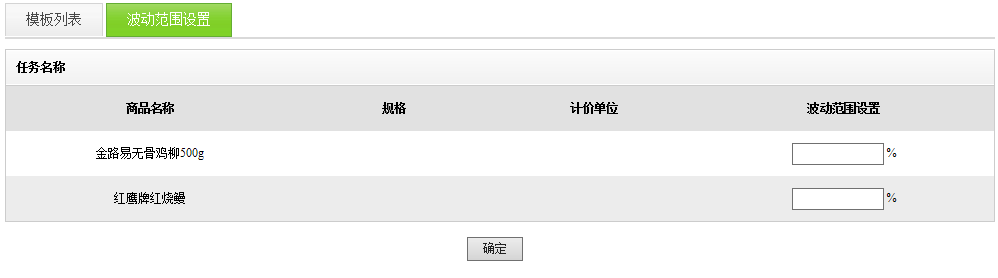 模板列表 波动范围设置
任务名称
商品名称 规格 计价单位 波动范围设置
金路易无骨鸡柳500g %
红鹰牌红烧鳗 %
确定